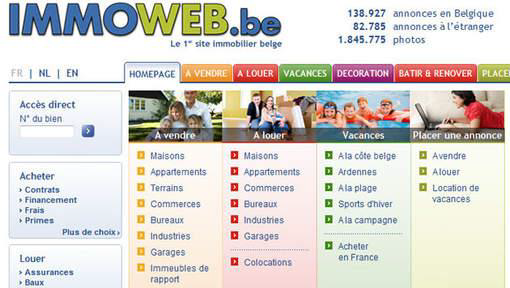 IMMOWEB.be
Le 1er site immobilier belge
138.927 annonces en Belgique
82.785 annonces à l'étranger
1.845.775 photos
FR | NL | EN
HOMEPAGE
A VENDRE
A LOUER
VACANCES
DECORATION
BATIR & RENOVER
PLACE
Accès direct
N° du bien
Acheter
Contrats
Financement
Frais
Primes
Plus de choix
Louer
Assurances
Baux
A vendre
Maisons
Appartements
Terrains
Commerces
Bureaux
Industries
Garages
Immeubles de
rapport
A louer
Maisons
Appartements
Commerces
Bureaux
Industries
Garages
Colocations
Vacances
A la côte belge
Ardennes
A la plage
Sports d'hiver
A la campagne
Acheter
en France
Placer une annonce
A vendre
A louer
Location de
vacances